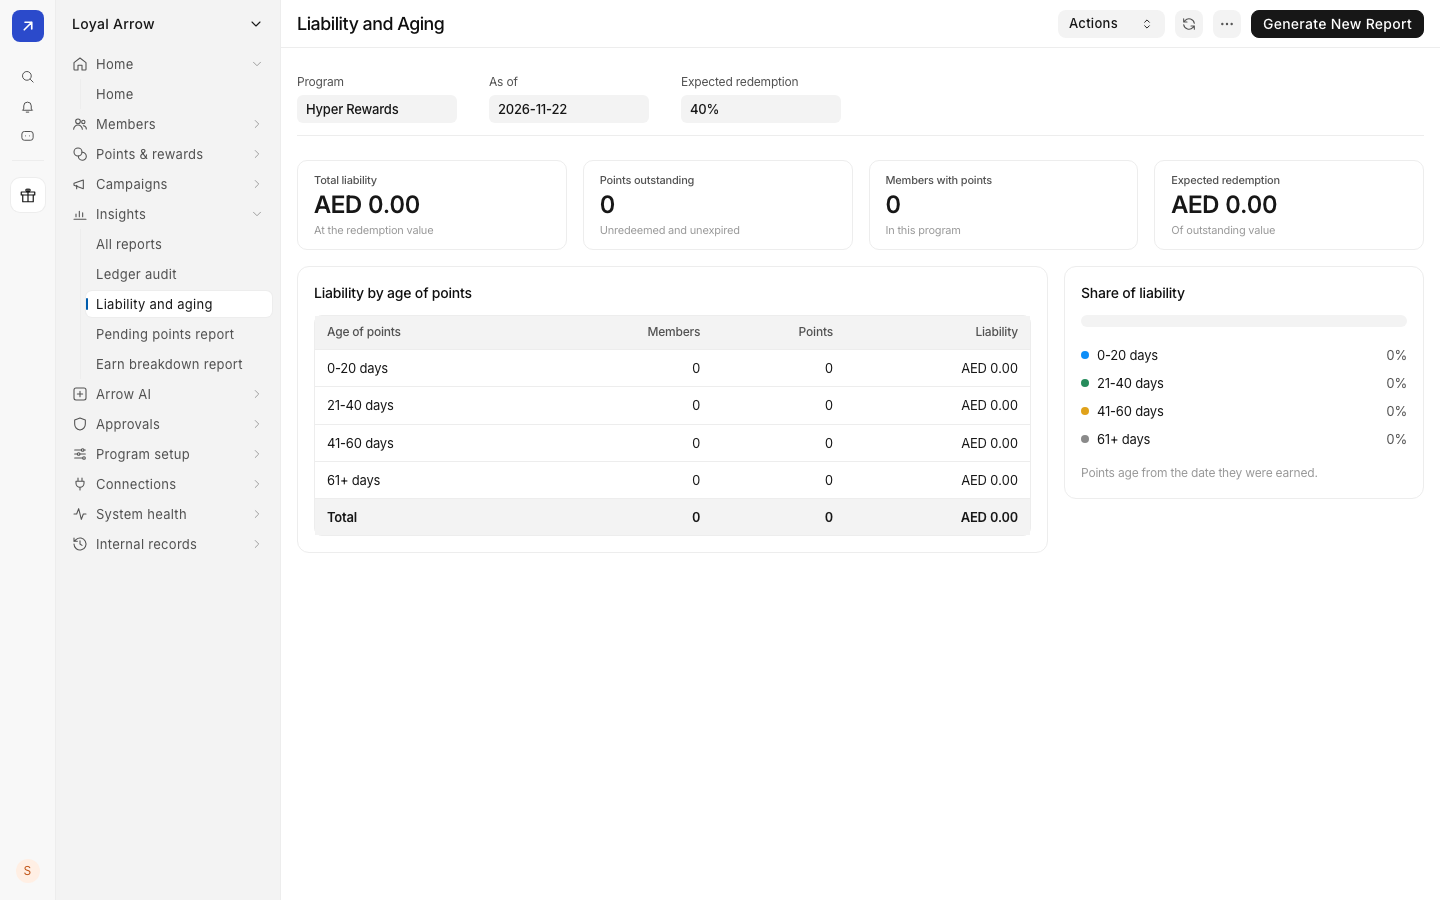 Loyal Arrow
Home
Home
Members
Points & rewards
Campaigns
Insights
All reports
Ledger audit
Liability and aging
Pending points report
Earn breakdown report
Arrow AI
Approvals
Program setup
Connections
System health
Internal records
S
Liability and Aging
Actions
Generate New Report
Program
Hyper Rewards
As of
2026-11-22
Expected redemption
40%
Total liability
AED 0.00
At the redemption value
Points outstanding
0
Unredeemed and unexpired
Members with points
0
In this program
Expected redemption
AED 0.00
Of outstanding value
Liability by age of points
Age of points Members Points Liability
0-20 days 0 0 AED 0.00
21-40 days 0 0 AED 0.00
41-60 days 0 0 AED 0.00
61+ days 0 0 AED 0.00
Total 0 0 AED 0.00
Share of liability
0-20 days 0%
21-40 days 0%
41-60 days 0%
61+ days 0%
Points age from the date they were earned.